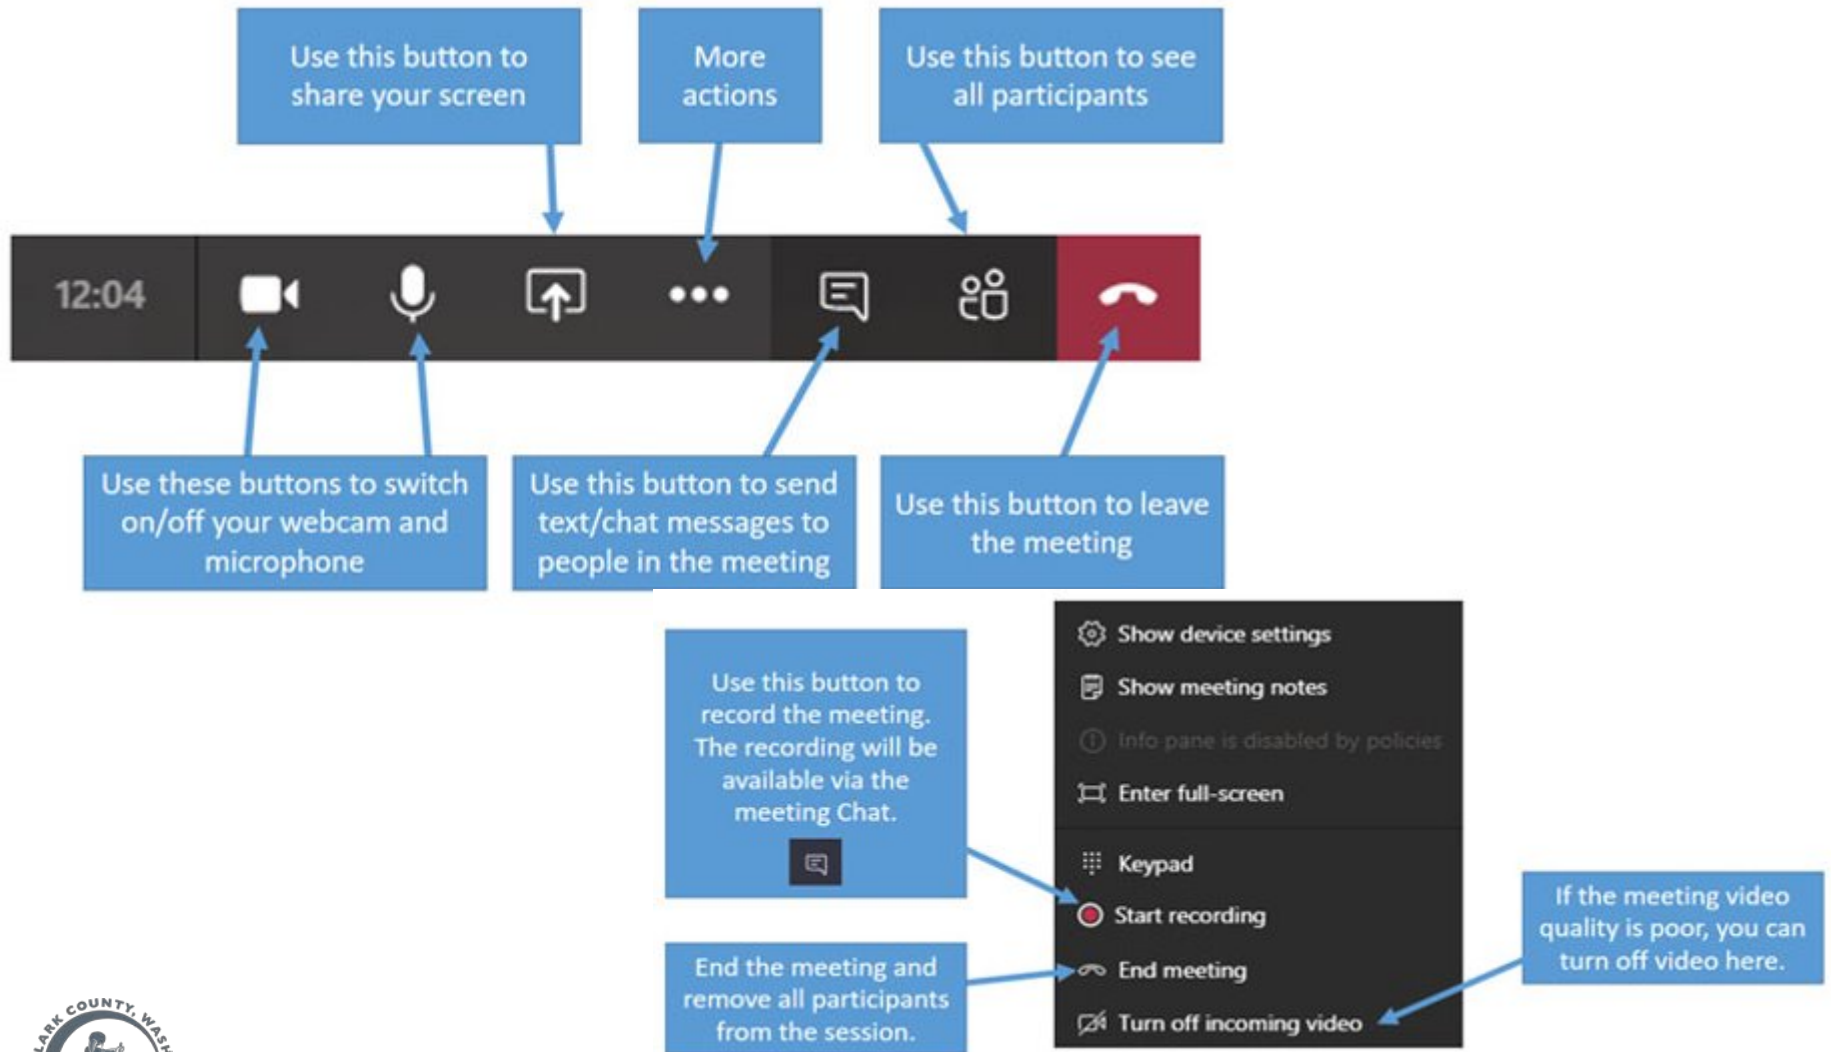 Use this button to
share your screen
More
actions
Use this button to see
all participants
12:04
Use these buttons to switch
on/off your webcam and
microphone
Use this button to send
text/chat messages to
people in the meeting
Use this button to leave
the meeting
Use this button to
record the meeting.
The recording will be
available via the
meeting Chat.
End the meeting and
remove all participants
from the session.
Show device settings
Show meeting notes
Info pane is disabled by policies
Enter full-screen
Keypad
Start recording
End meeting
Turn off incoming video
If the meeting video
quality is poor, you can
turn off video here.
COUNTY,